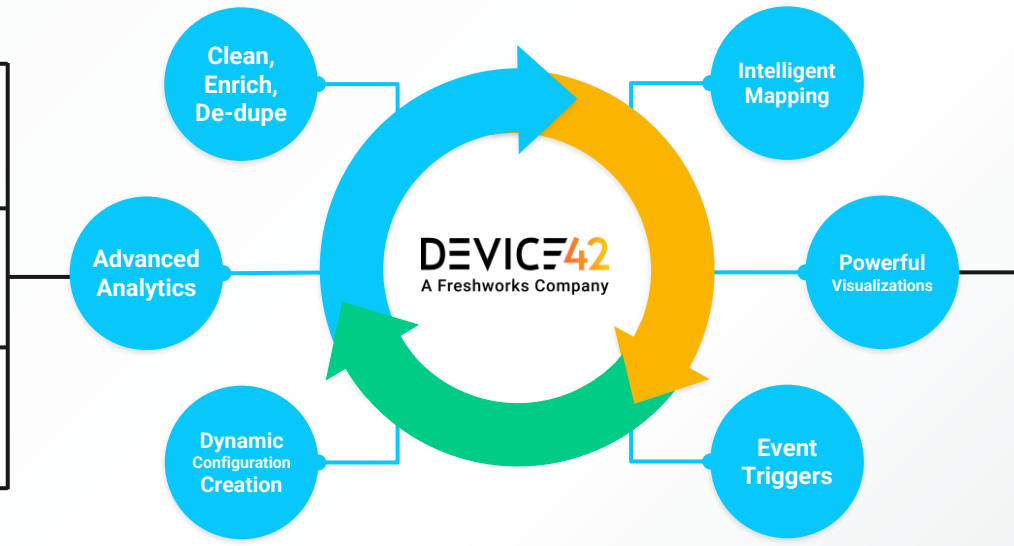 Clean,
Enrich,
De-dupe
Intelligent
Mapping
Advanced
Analytics
DEVICE42
A Freshworks Company
Powerful
Visualizations
Dynamic
Configuration
Creation
Event
Triggers